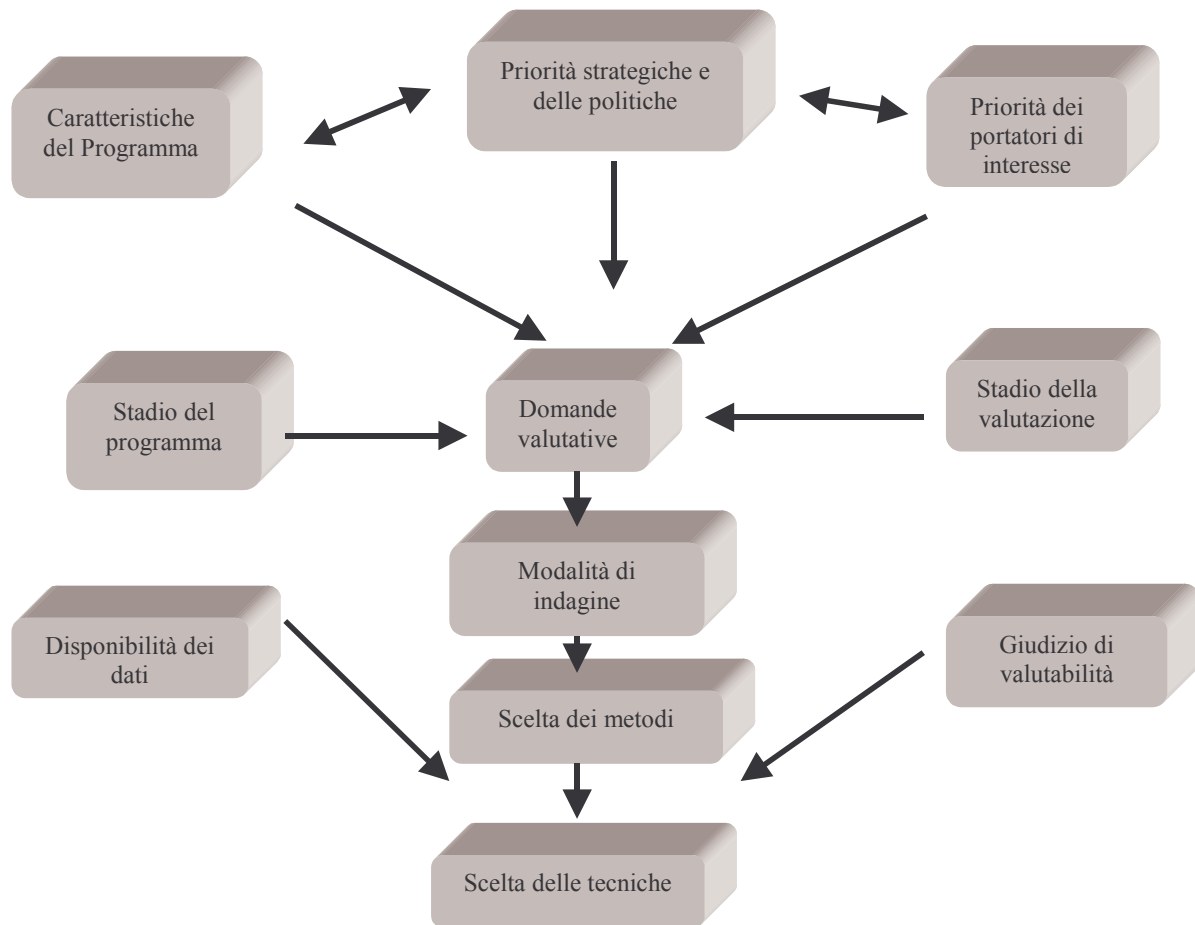 Priorità strategiche e
delle politiche
Caratteristiche
del Programma
Priorità dei
portatori di
interesse
Stadio del
programma
Domande
valutative
Stadio della
valutazione
Modalità di
indagine
Disponibilità dei
dati
Giudizio di
valutabilità
Scelta dei metodi
Scelta delle tecniche